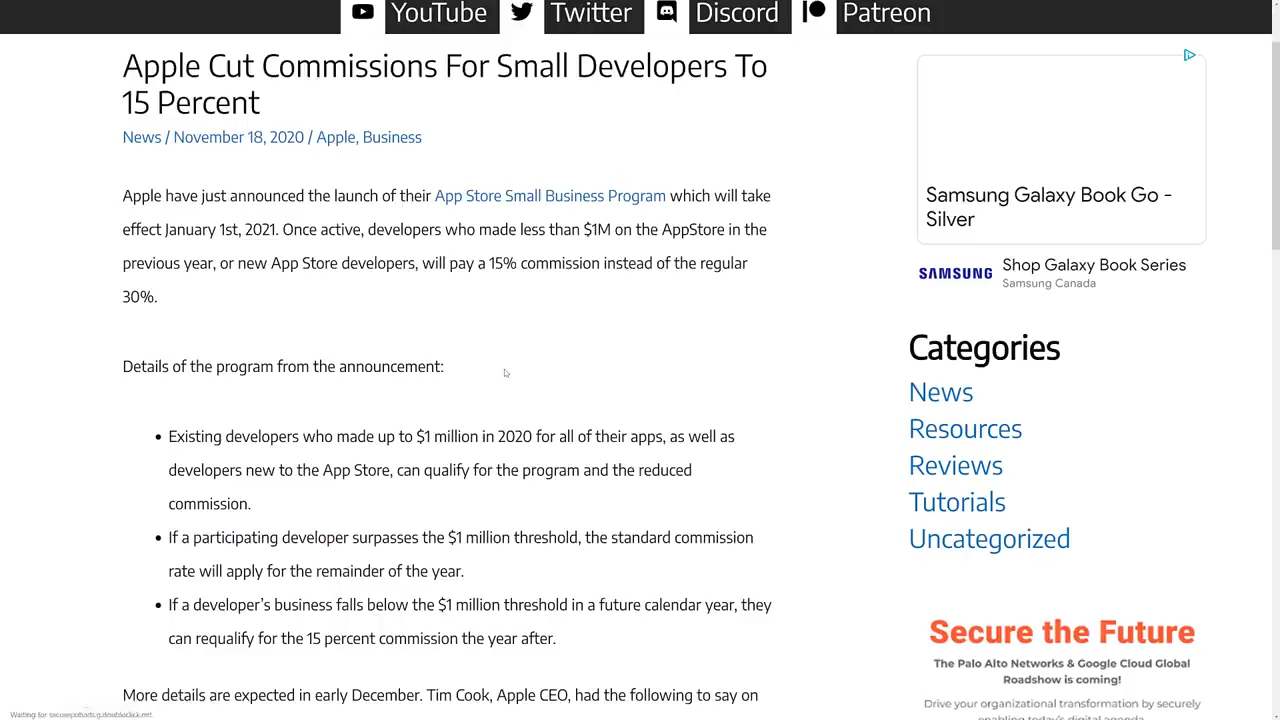 YouTube
Twitter
Discord
Patreon
Apple Cut Commissions For Small Developers To
15 Percent
News / November 18, 2020 / Apple, Business
Apple have just announced the launch of their App Store Small Business Program which will take
effect January 1st, 2021. Once active, developers who made less than $1M on the AppStore in the
previous year, or new App Store developers, will pay a 15% commission instead of the regular
30%.
Details of the program from the announcement:
• Existing developers who made up to $1 million in 2020 for all of their apps, as well as
developers new to the App Store, can qualify for the program and the reduced
commission.
• If a participating developer surpasses the $1 million threshold, the standard commission
rate will apply for the remainder of the year.
• If a developer's business falls below the $1 million threshold in a future calendar year, they
can requalify for the 15 percent commission the year after.
More details are expected in early December. Tim Cook, Apple CEO, had the following to say on
Samsung Galaxy Book Go -
Silver
SAMSUNG
Shop Galaxy Book Series
Samsung Canada
Categories
News
Resources
Reviews
Tutorials
Uncategorized
Secure the Future
The Palo Alto Networks & Google Cloud Global
Roadshow is coming!
Drive your organizational transformation by securely
enabling today's digital agenda
Waiting for